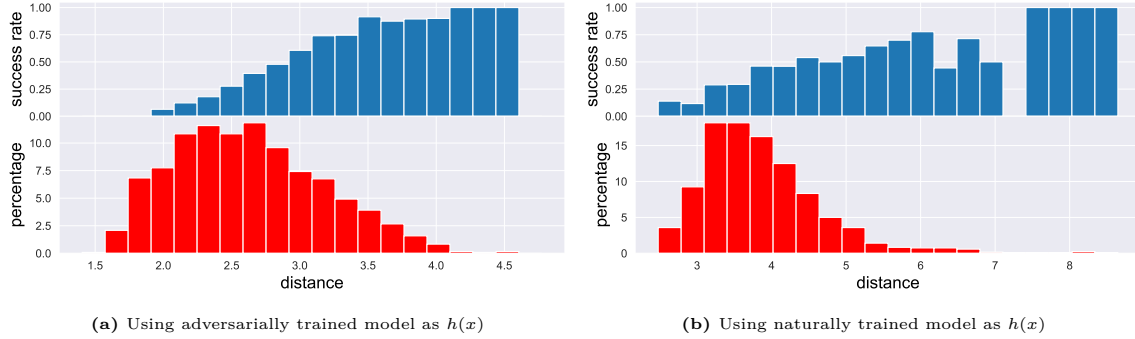 success rate
1.00
0.75
0.50
0.25
0.00
percentage
10.0
7.5
5.0
2.5
0.0
1.5 2.0 2.5 3.0 3.5 4.0 4.5
distance
(a) Using adversarially trained model as h(x)
success rate
1.00
0.75
0.50
0.25
0.00
percentage
15
10
5
0
3 4 5 6 7 8
distance
(b) Using naturally trained model as h(x)